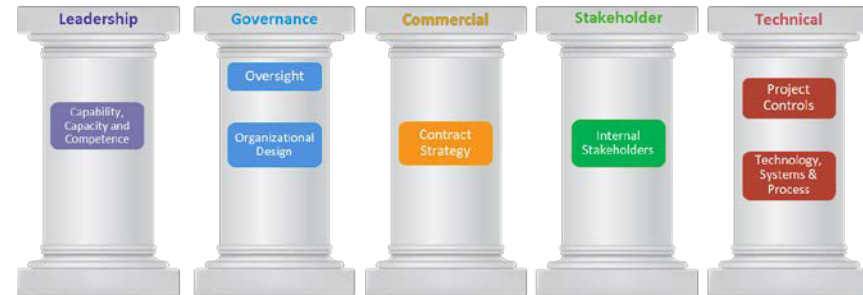 Leadership
Governance
Commercial
Stakeholder
Technical
Capability,
Capacity and
Competence
Oversight
Organizational
Design
Contract
Strategy
Internal
Stakeholders
Project
Controls
Technology,
Systems &
Process